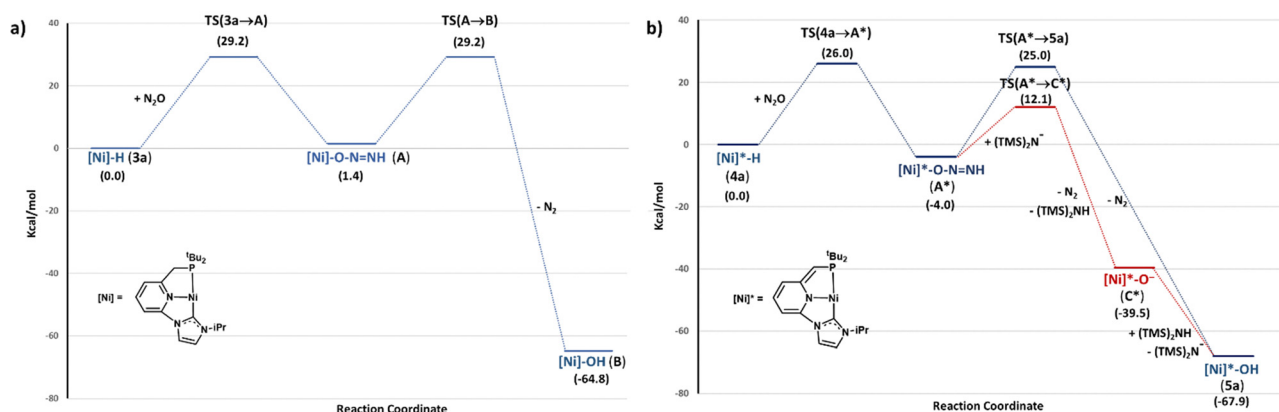 a)
TS(3a→A)
(29.2)
TS(A→B)
(29.2)
40
20
0
-20
-40
-60
-80
Kcal/mol
+ N₂O
[Ni]-H (3a)
(0.0)
[Ni]-O-N=NH (A)
(1.4)
- N₂
[Ni] =
ᵗBu₂
P
N
Ni
N
N
iPr
[Ni]-OH (B)
(-64.8)
Reaction Coordinate
b)
TS(4a→A*)
(26.0)
TS(A*→5a)
(25.0)
TS(A*→C*)
(12.1)
40
20
0
-20
-40
-60
-80
Kcal/mol
+ N₂O
[Ni]*-H
(4a)
(0.0)
+ (TMS)₂N⁻
[Ni]*-O-N=NH
(A*)
(-4.0)
- N₂
- (TMS)₂NH
- N₂
[Ni]* =
ᵗBu₂
P
N
Ni
N
N
iPr
[Ni]*-O⁻
(C*)
(-39.5)
+ (TMS)₂NH
- (TMS)₂N⁻
[Ni]*-OH
(5a)
(-67.9)
Reaction Coordinate